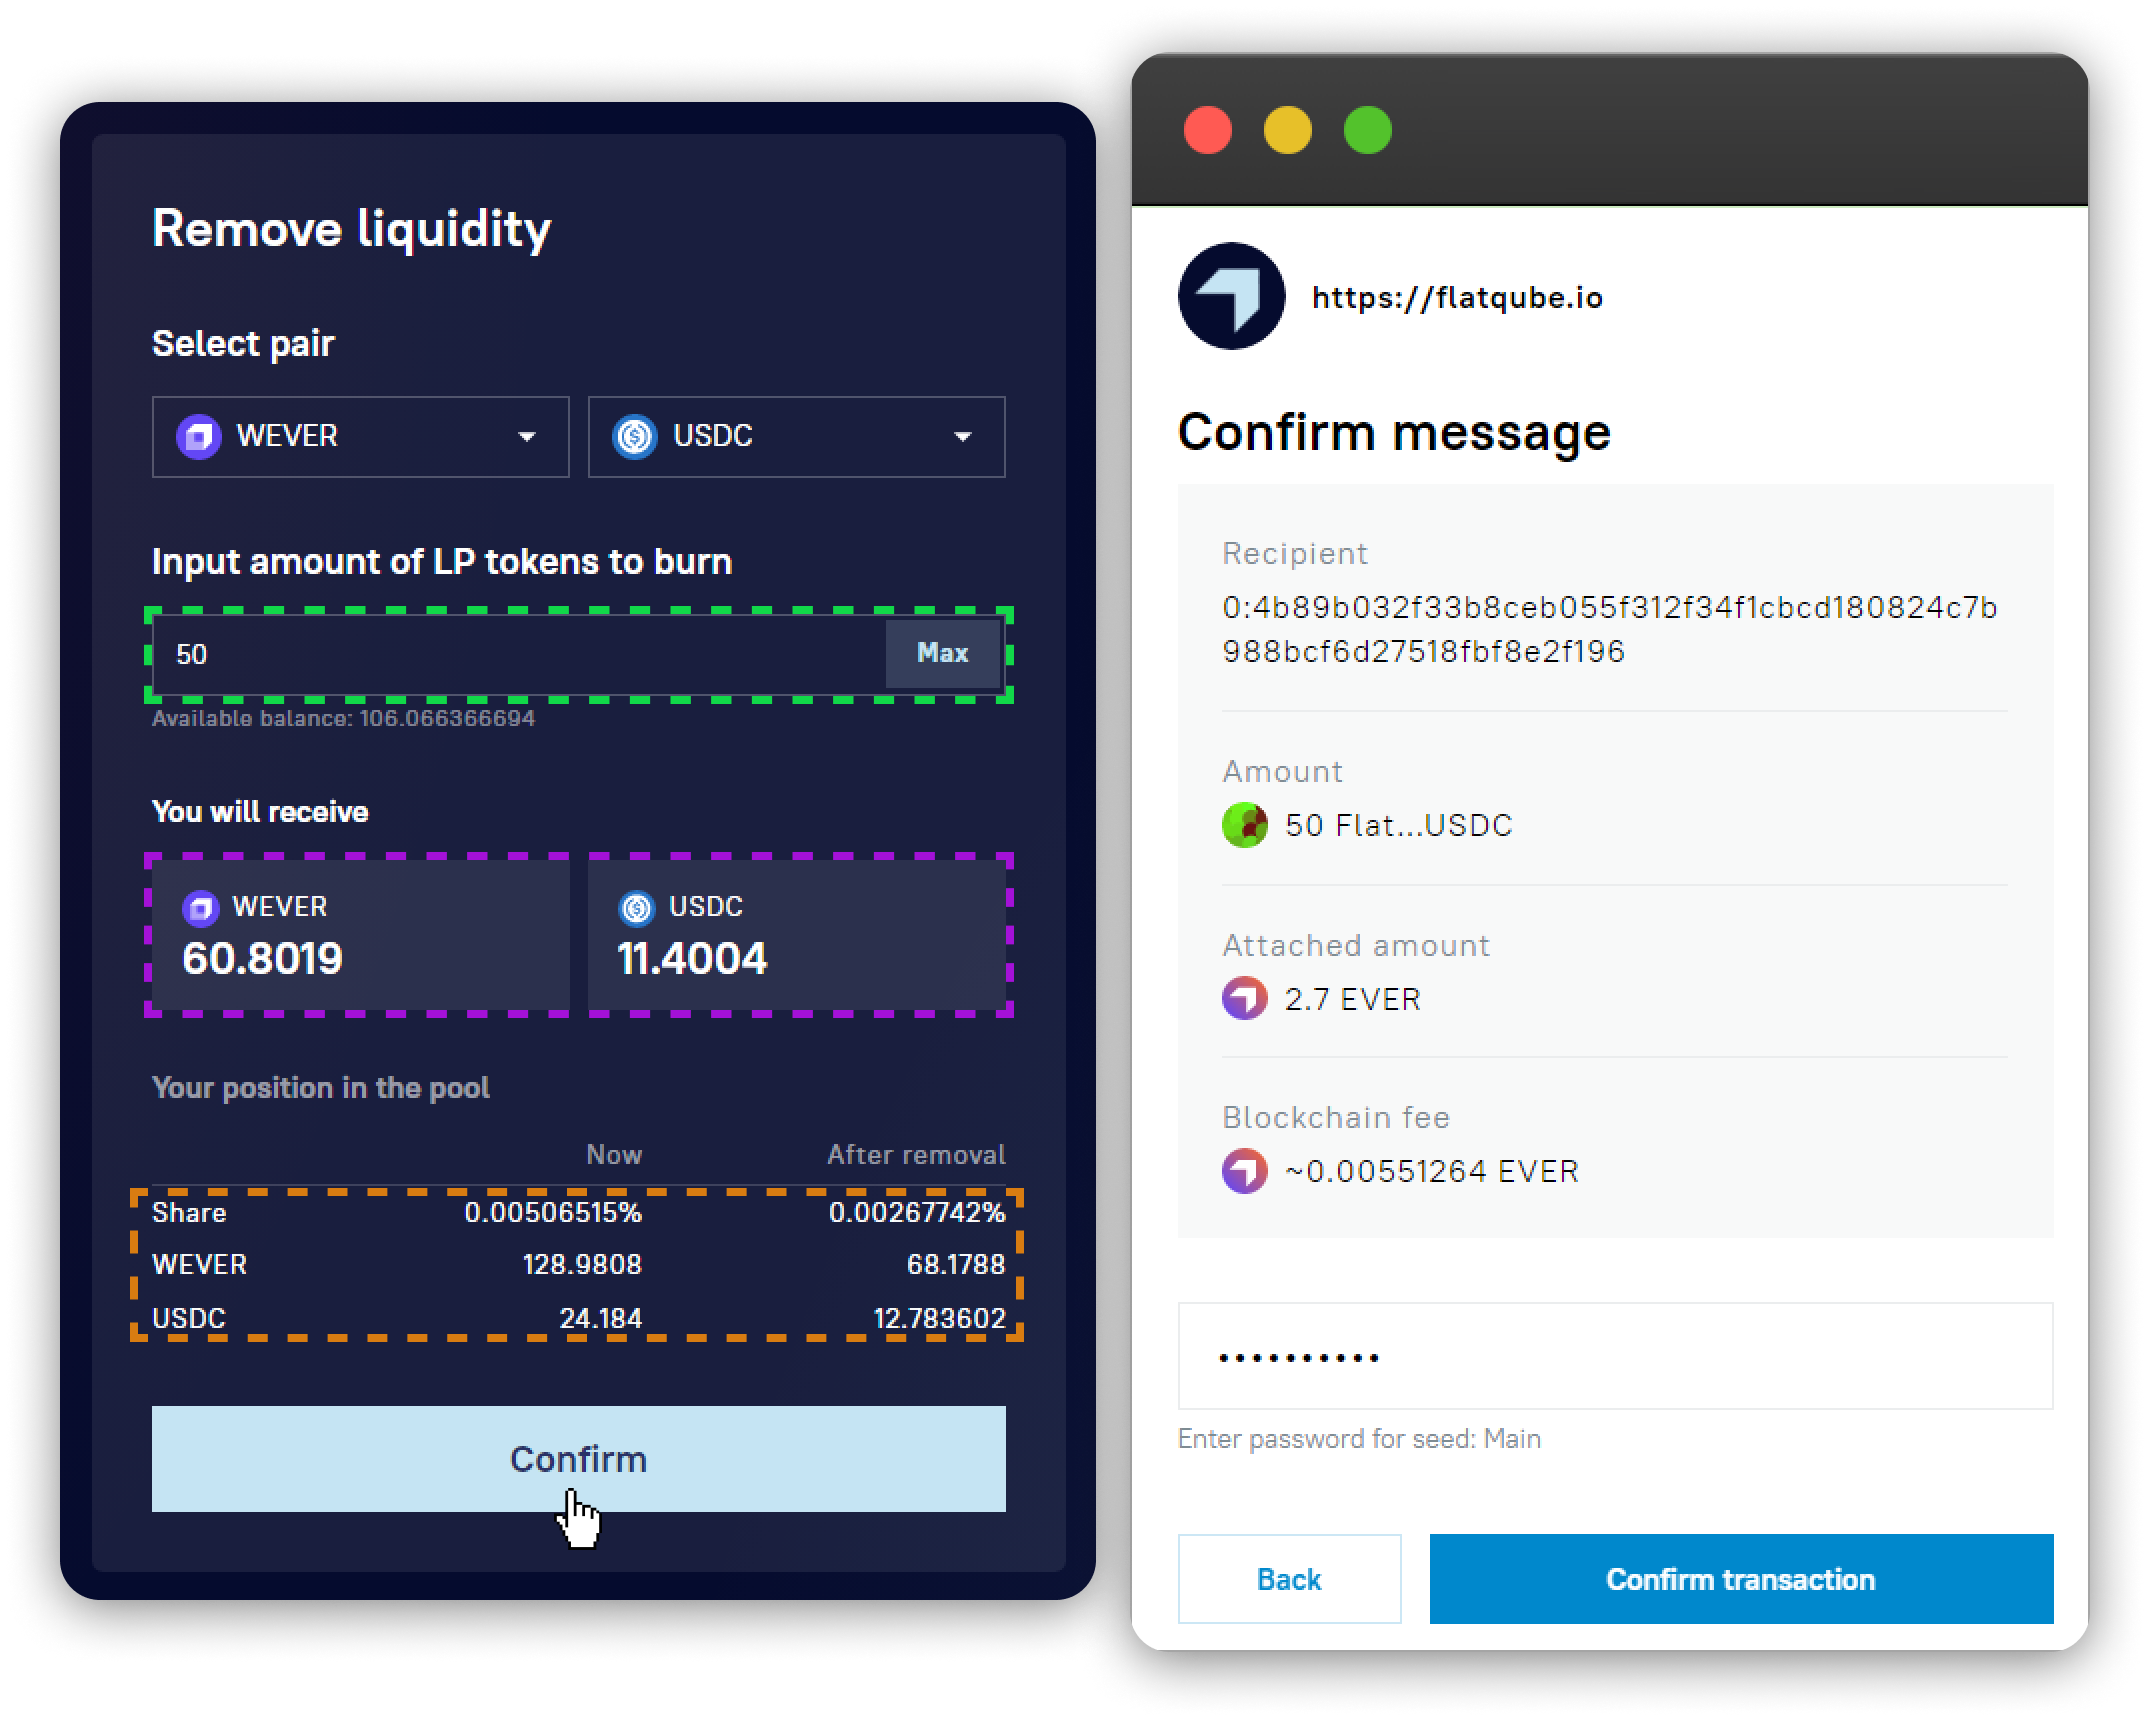 Remove liquidity
Select pair
WEVER USDC
Input amount of LP tokens to burn
50 Max
Available balance: 106.066366694
You will receive
WEVER USDC
60.8019 11.4004
Your position in the pool
Now After removal
Share 0.00506515% 0.00267742%
WEVER 128.9808 68.1788
USDC 24.184 12.783602
Confirm
https://flatqube.io
Confirm message
Recipient
0:4b89b032f33b8ceb055f312f34f1cbcd180824c7b
988bcf6d27518fbf8e2f196
Amount
50 Flat...USDC
Attached amount
2.7 EVER
Blockchain fee
~0.00551264 EVER
••••••••••
Enter password for seed: Main
Back Confirm transaction